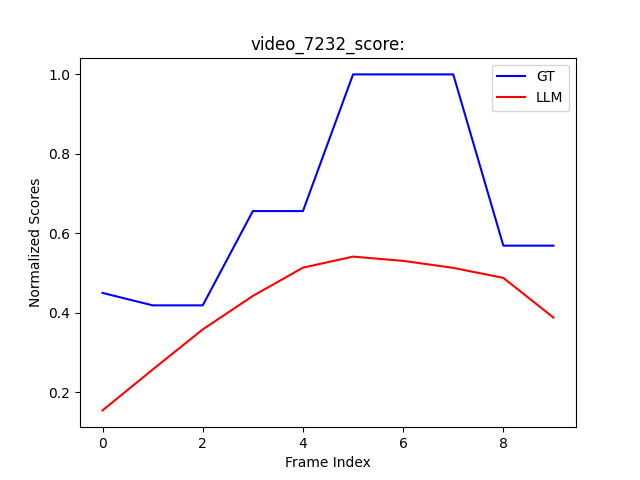 video_7232_score:
GT
LLM
Normalized Scores
1.0
0.8
0.6
0.4
0.2
0 2 4 6 8
Frame Index